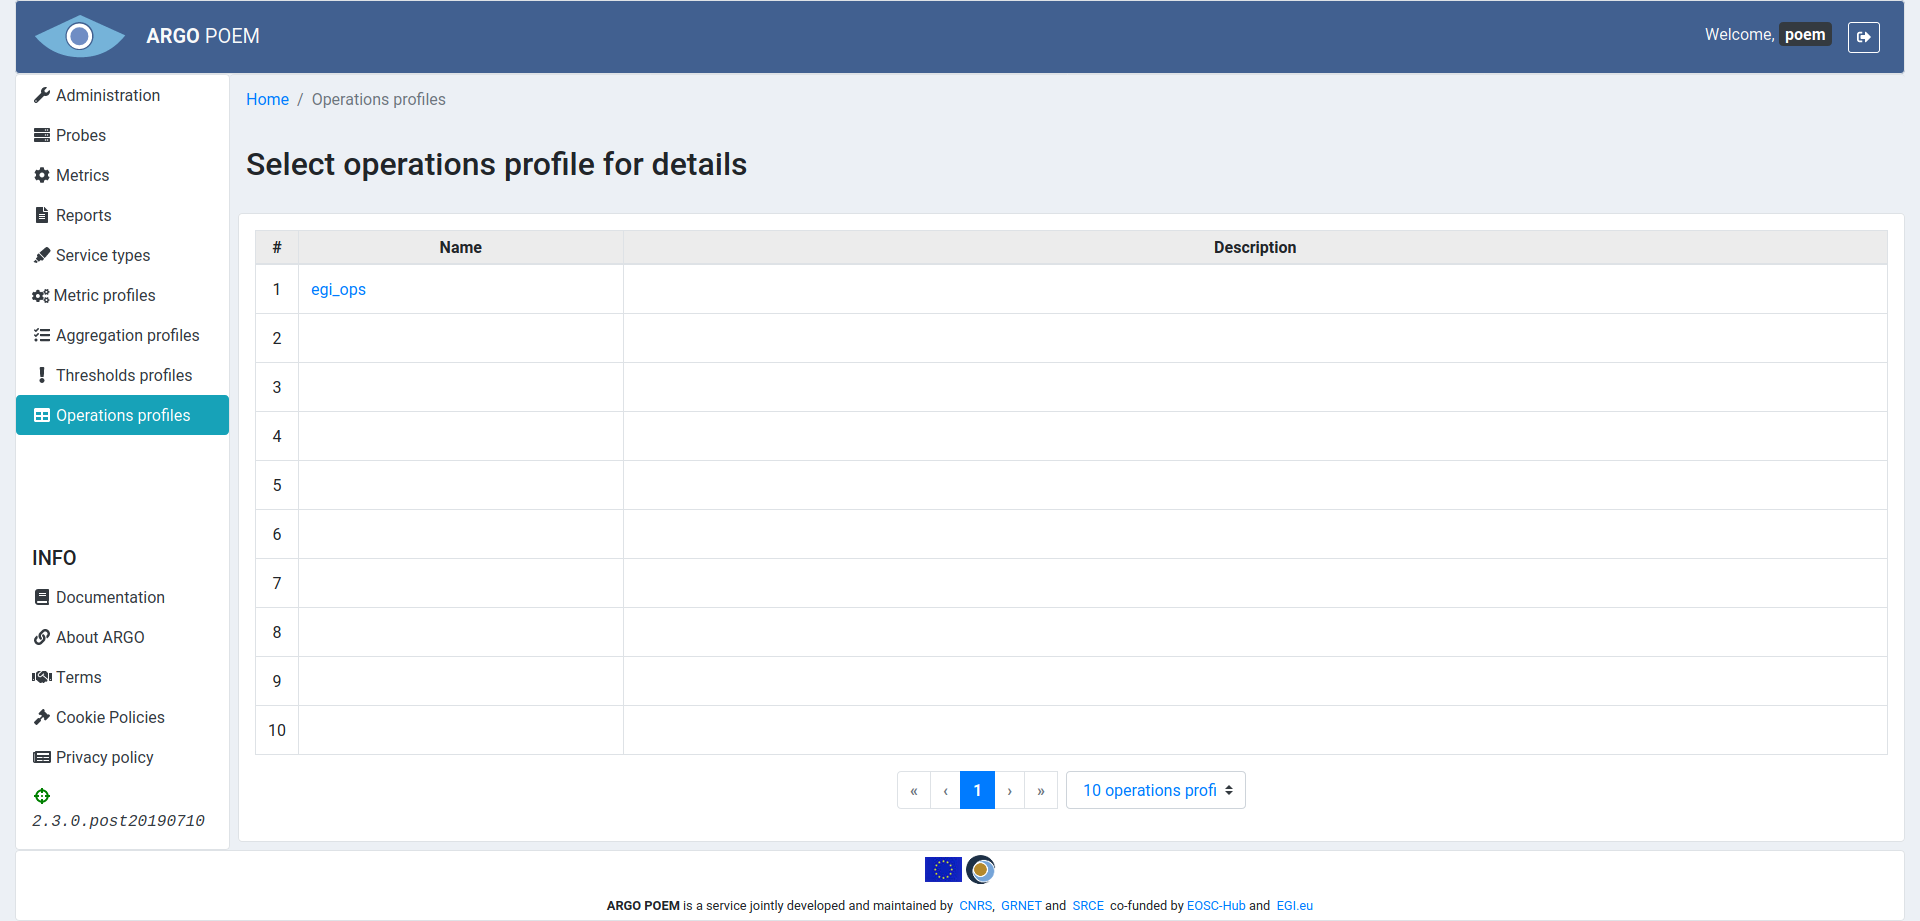 ARGO POEM
Welcome, poem
Administration
Probes
Metrics
Reports
Service types
Metric profiles
Aggregation profiles
Thresholds profiles
Operations profiles
INFO
Documentation
About ARGO
Terms
Cookie Policies
Privacy policy
2.3.0.post20190710
Home / Operations profiles
Select operations profile for details
# Name Description
1 egi_ops
2
3
4
5
6
7
8
9
10
« ‹ 1 › » 10 operations profi
ARGO POEM is a service jointly developed and maintained by CNRS, GRNET and SRCE co-funded by EOSC-Hub and EGI.eu